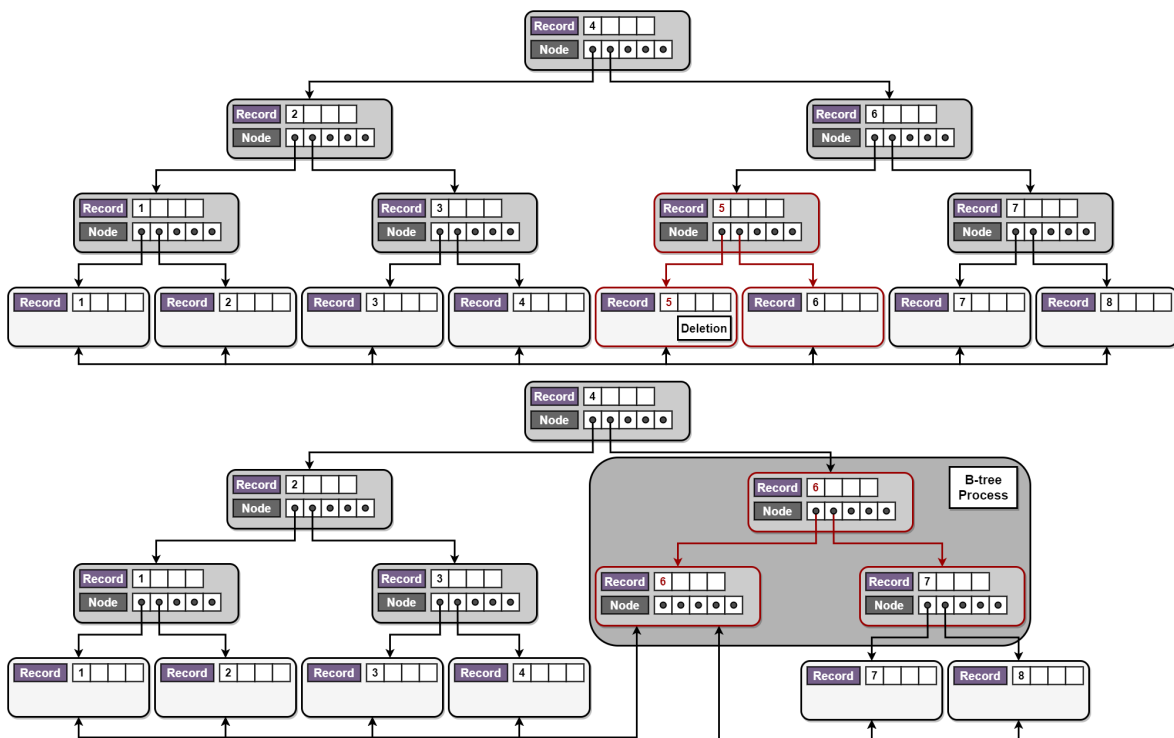 Record 4
Node
Record 2
Node
Record 6
Node
Record 1
Node
Record 3
Node
Record 5
Node
Record 7
Node
Record 1
Record 2
Record 3
Record 4
Record 5
Deletion
Record 6
Record 7
Record 8
Record 4
Node
Record 2
Node
Record 6
Node
B-tree
Process
Record 1
Node
Record 3
Node
Record 6
Node
Record 7
Node
Record 1
Record 2
Record 3
Record 4
Record 7
Record 8